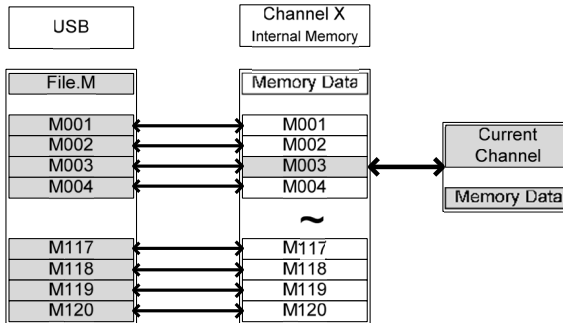 USB
Channel X
Internal Memory
File.M
Memory Data
M001
M001
M002
M002
M003
M003
M004
M004
Current
Channel
Memory Data
~
M117
M117
M118
M118
M119
M119
M120
M120